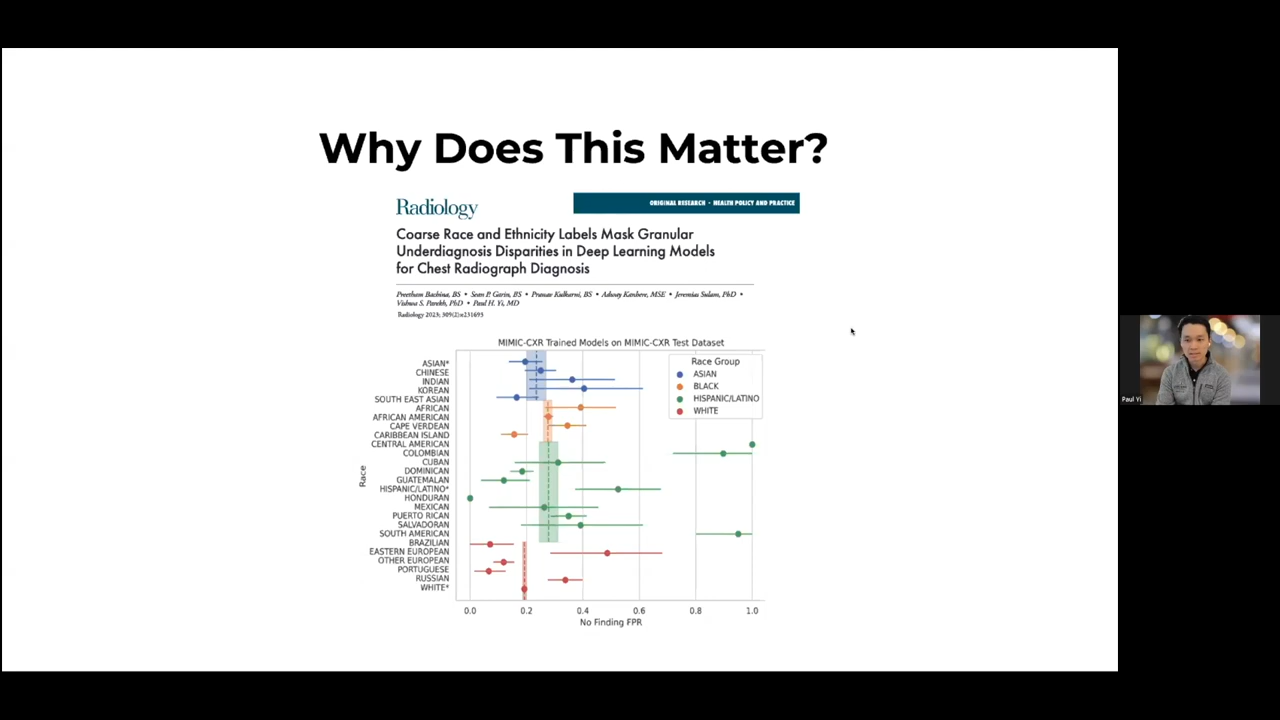 Why Does This Matter?
Radiology
ORIGINAL RESEARCH • HEALTH POLICY AND PRACTICE
Coarse Race and Ethnicity Labels Mask Granular
Underdiagnosis Disparities in Deep Learning Models
for Chest Radiograph Diagnosis
Preetham Bachina, BS • Sean P. Garin, BS • Pranav Kulkarni, BS • Adway Kanhere, MSE • Jeremias Sulam, PhD •
Vishwa S. Parekh, PhD • Paul H. Yi, MD
Radiology 2023; 309(2):e231693
MIMIC-CXR Trained Models on MIMIC-CXR Test Dataset
Race Group
ASIAN
BLACK
HISPANIC/LATINO
WHITE
Race
ASIAN*
CHINESE
INDIAN
KOREAN
SOUTH EAST ASIAN
AFRICAN
AFRICAN AMERICAN
CAPE VERDEAN
CARIBBEAN ISLAND
CENTRAL AMERICAN
COLOMBIAN
CUBAN
DOMINICAN
GUATEMALAN
HISPANIC/LATINO*
HONDURAN
MEXICAN
PUERTO RICAN
SALVADORAN
SOUTH AMERICAN
BRAZILIAN
EASTERN EUROPEAN
OTHER EUROPEAN
PORTUGUESE
RUSSIAN
WHITE*
0.0 0.2 0.4 0.6 0.8 1.0
No Finding FPR
Paul Yi